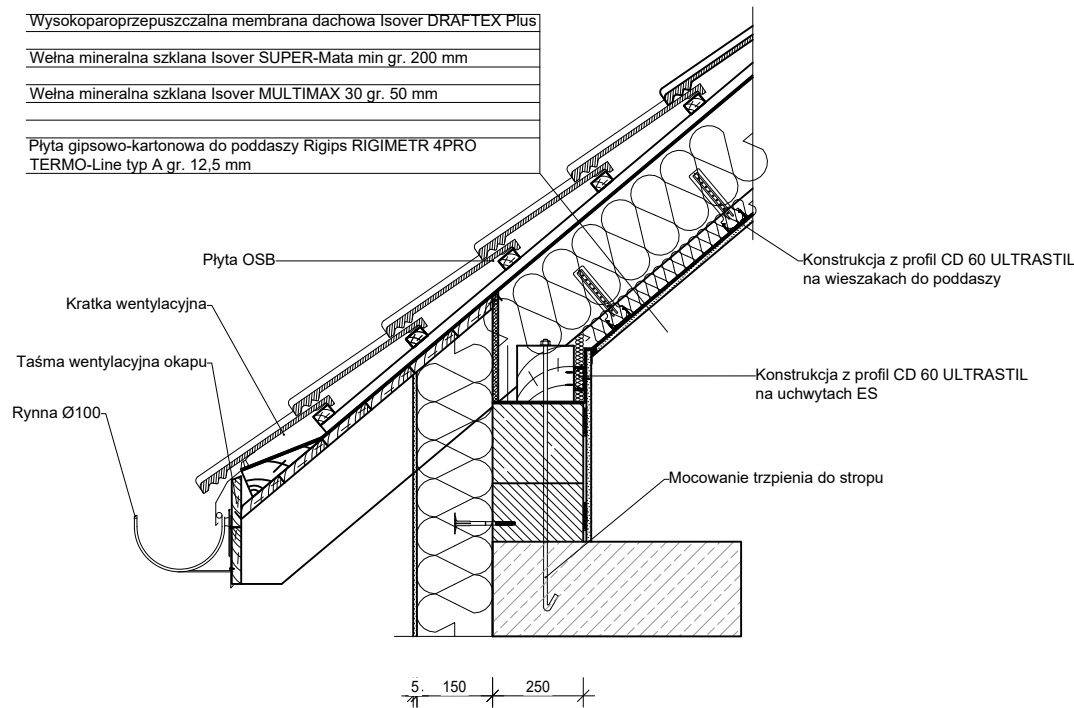 Wysokoparoprzepuszczalna membrana dachowa Isover DRAFTEX Plus
Wełna mineralna szklana Isover SUPER-Mata min gr. 200 mm
Wełna mineralna szklana Isover MULTIMAX 30 gr. 50 mm
Płyta gipsowo-kartonowa do poddaszy Rigips RIGIMETR 4PRO
TERMO-Line typ A gr. 12,5 mm
Płyta OSB
Kratka wentylacyjna
Taśma wentylacyjna okapu
Rynna Ø100
Konstrukcja z profil CD 60 ULTRASTIL
na wieszakach do poddaszy
Konstrukcja z profil CD 60 ULTRASTIL
na uchwytach ES
Mocowanie trzpienia do stropu
5. 150 250